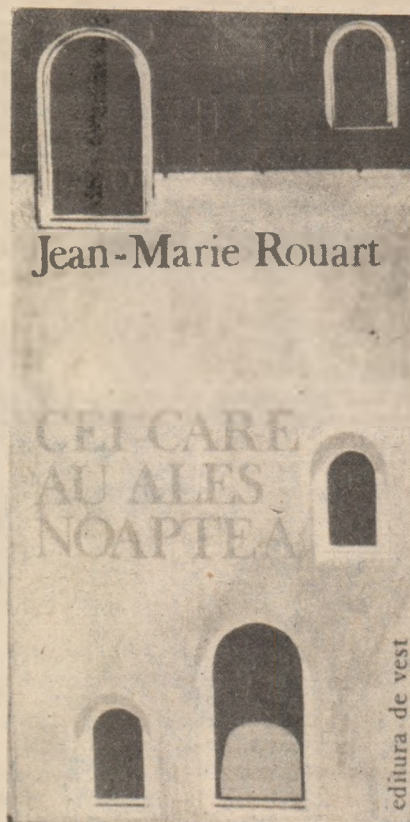 Jean-Marie Rouart
CEI CARE
AU ALES
NOAPTEA
editura de vest